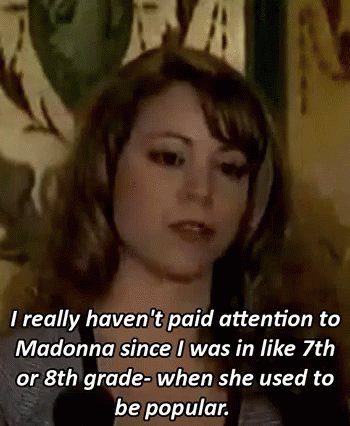 I really haven't paid attention to
Madonna since I was in like 7th
or 8th grade- when she used to
be popular.